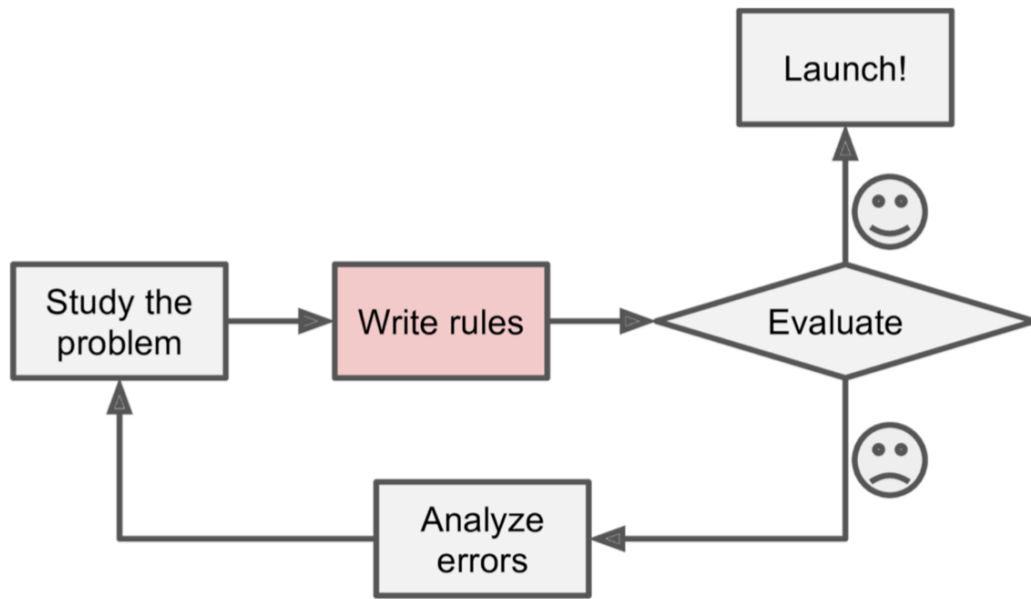 Launch!
Study the
problem
Write rules
Evaluate
Analyze
errors